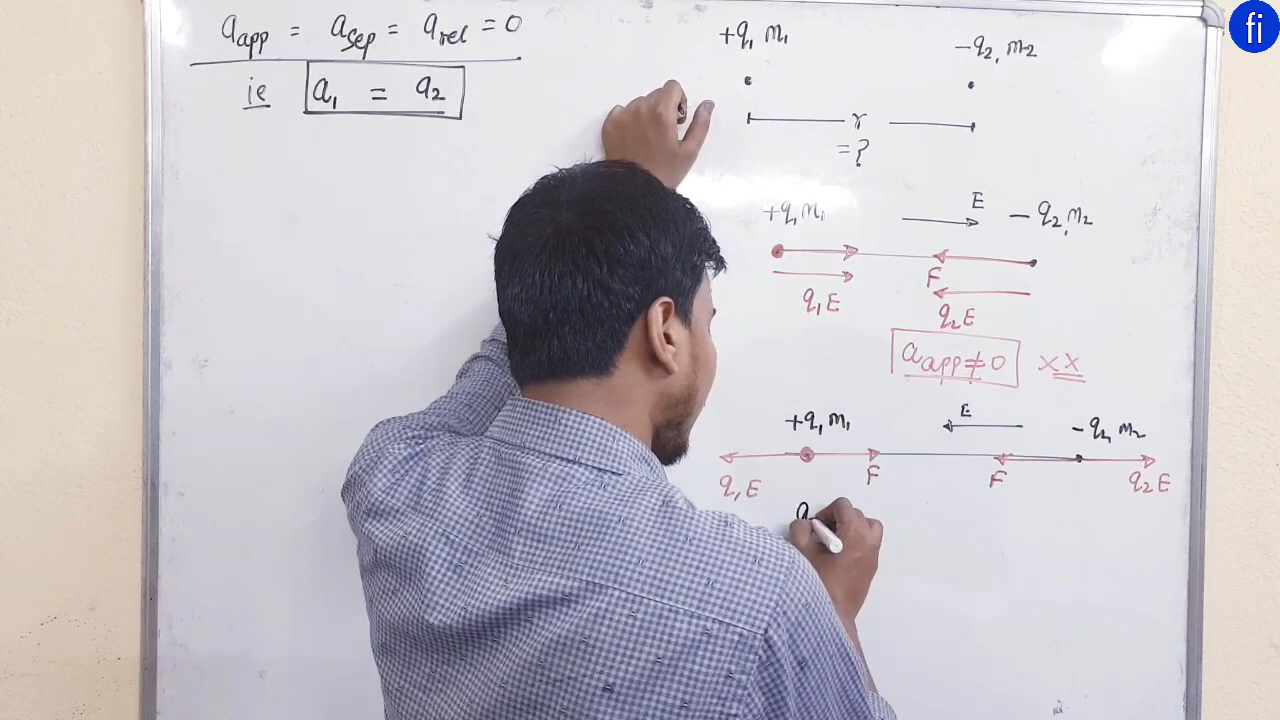 a_app = a_sep = a_rel = 0
ie a₁ = a₂
+q₁ m₁
-q₂, m₂
r
= ?
+q₁ m₁
E
- q₂, m₂
F
q₁E
q₂E
a_app ≠ 0 xx
+q₁ m₁
E
-q₂, m₂
F
F
q₁E
q₂E
a
fi